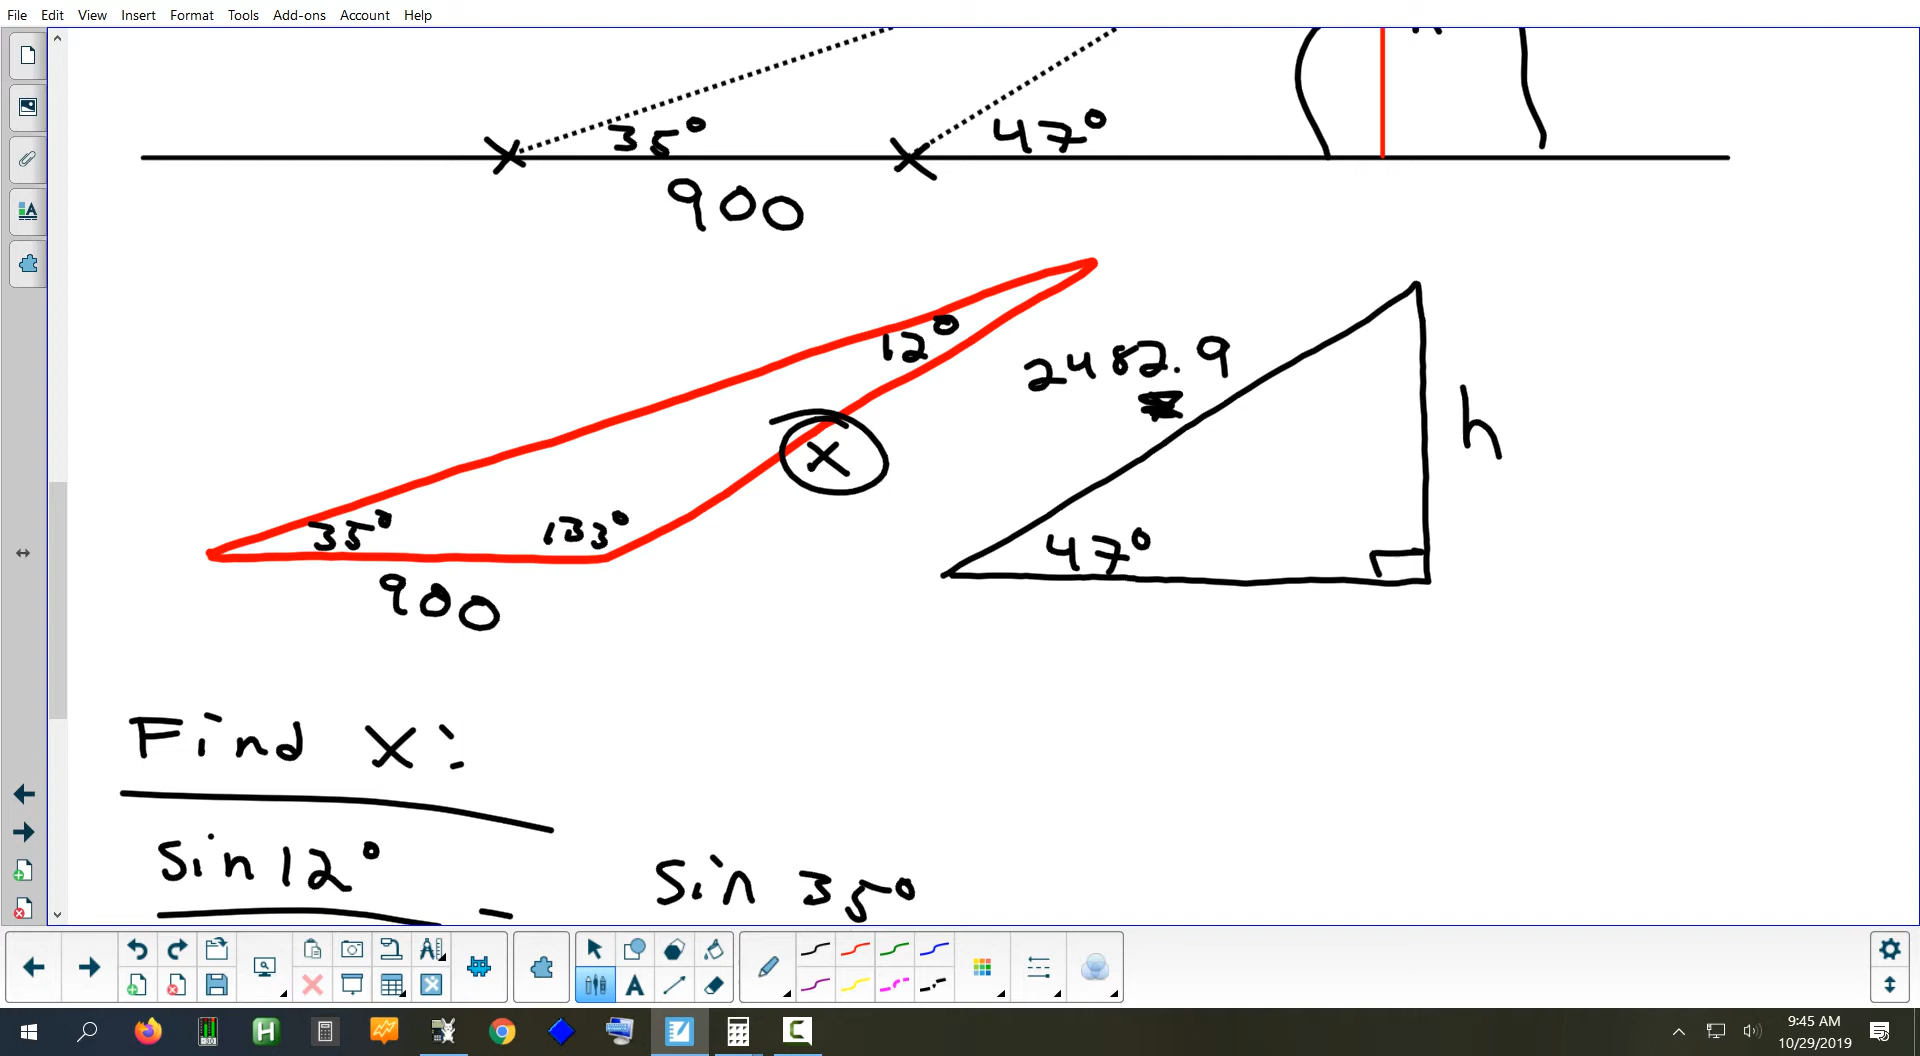 File Edit View Insert Format Tools Add-ons Account Help
35° 47°
900
12°
2482.9
h
x
35° 133° 47°
900
Find x:
Sin 12° = Sin 35°
9:45 AM
10/29/2019